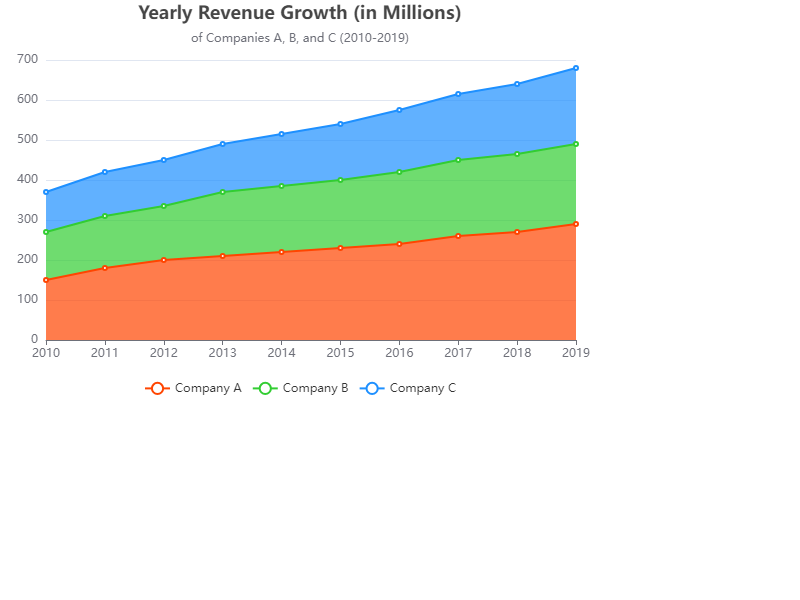 Yearly Revenue Growth (in Millions)
of Companies A, B, and C (2010-2019)
700
600
500
400
300
200
100
0
2010 2011 2012 2013 2014 2015 2016 2017 2018 2019
Company A Company B Company C